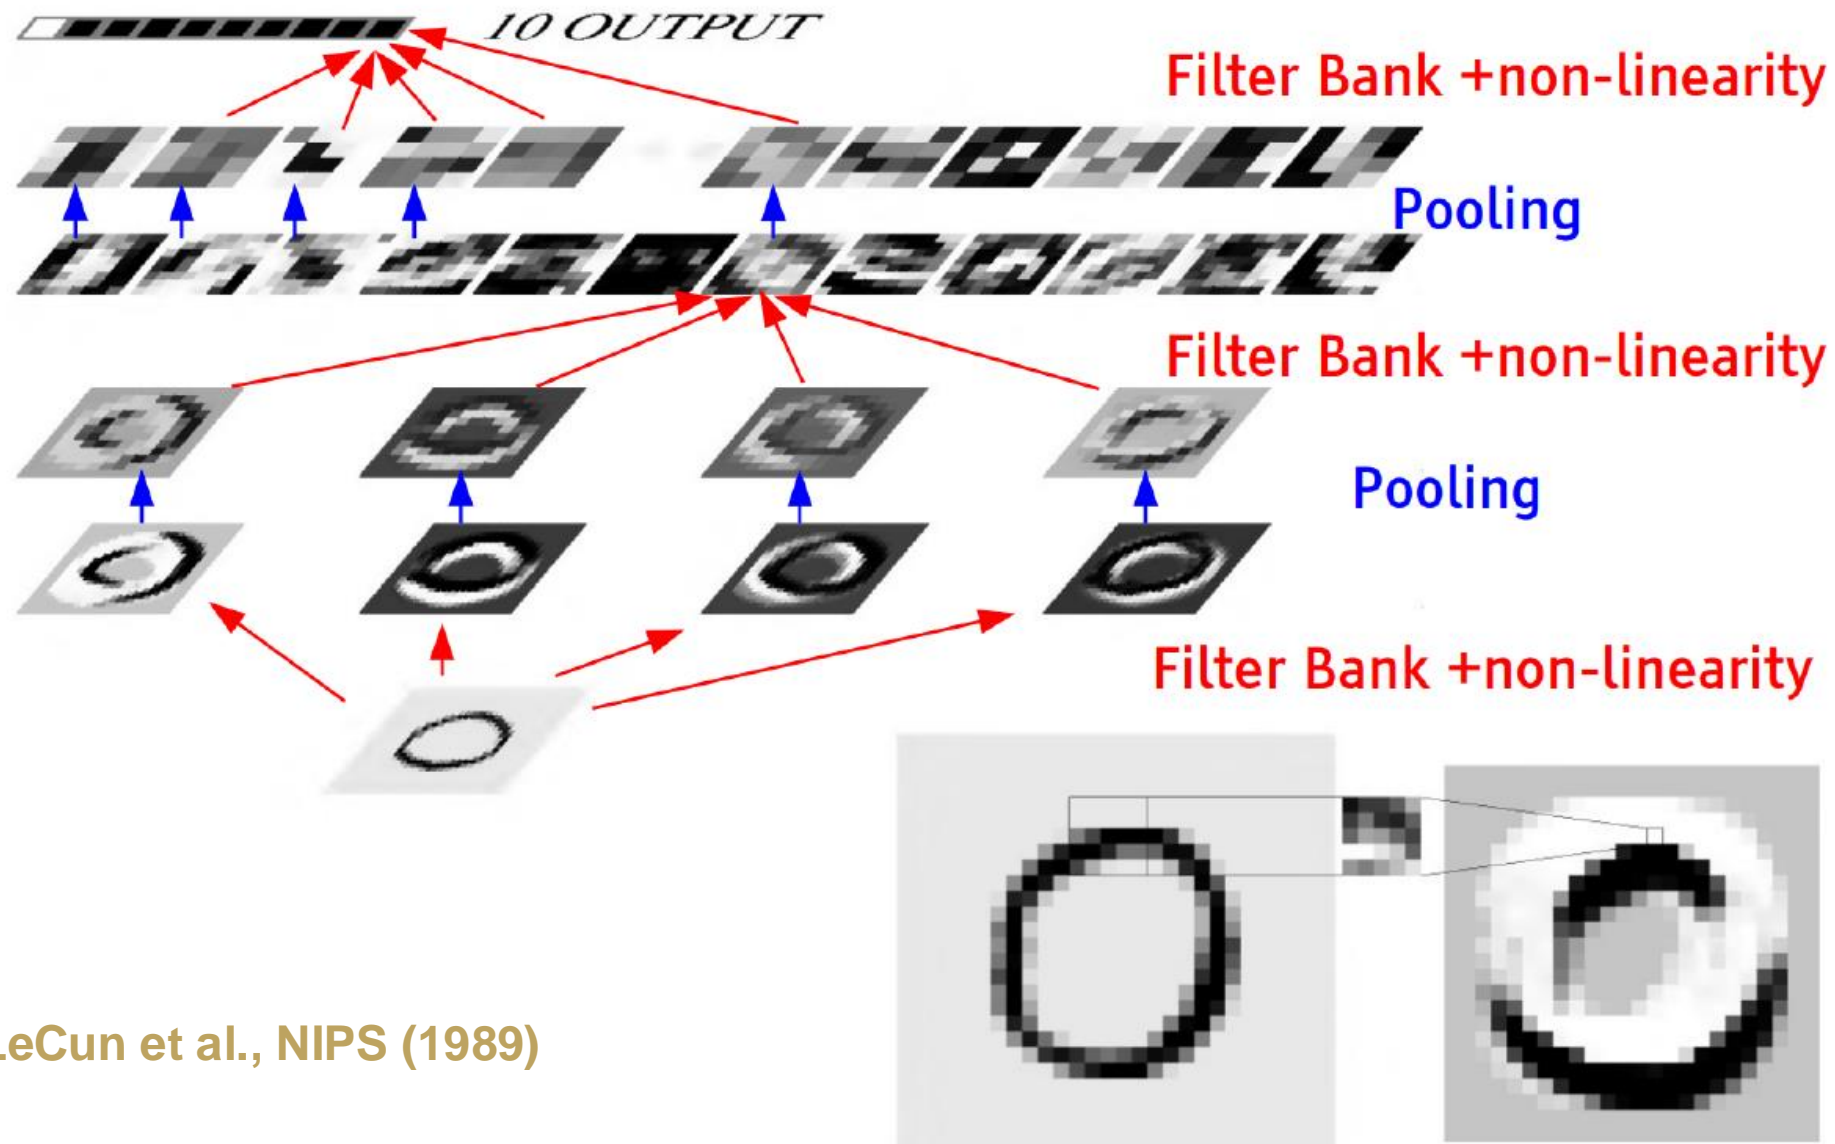 10 OUTPUT
Filter Bank +non-linearity
Pooling
Filter Bank +non-linearity
Pooling
Filter Bank +non-linearity
.eCun et al., NIPS (1989)